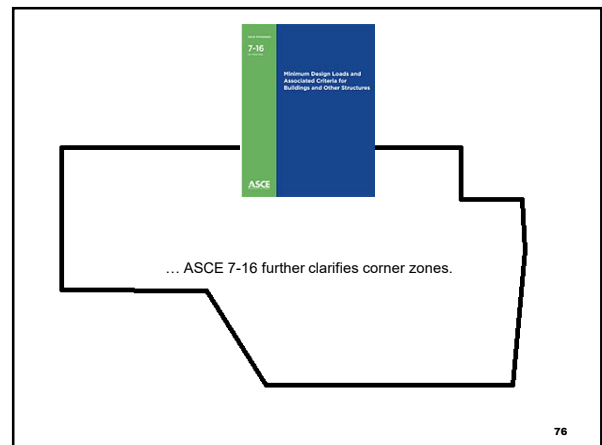 7-16
Minimum Design Loads and
Associated Criteria for
Buildings and Other Structures
ASCE
… ASCE 7-16 further clarifies corner zones.
76